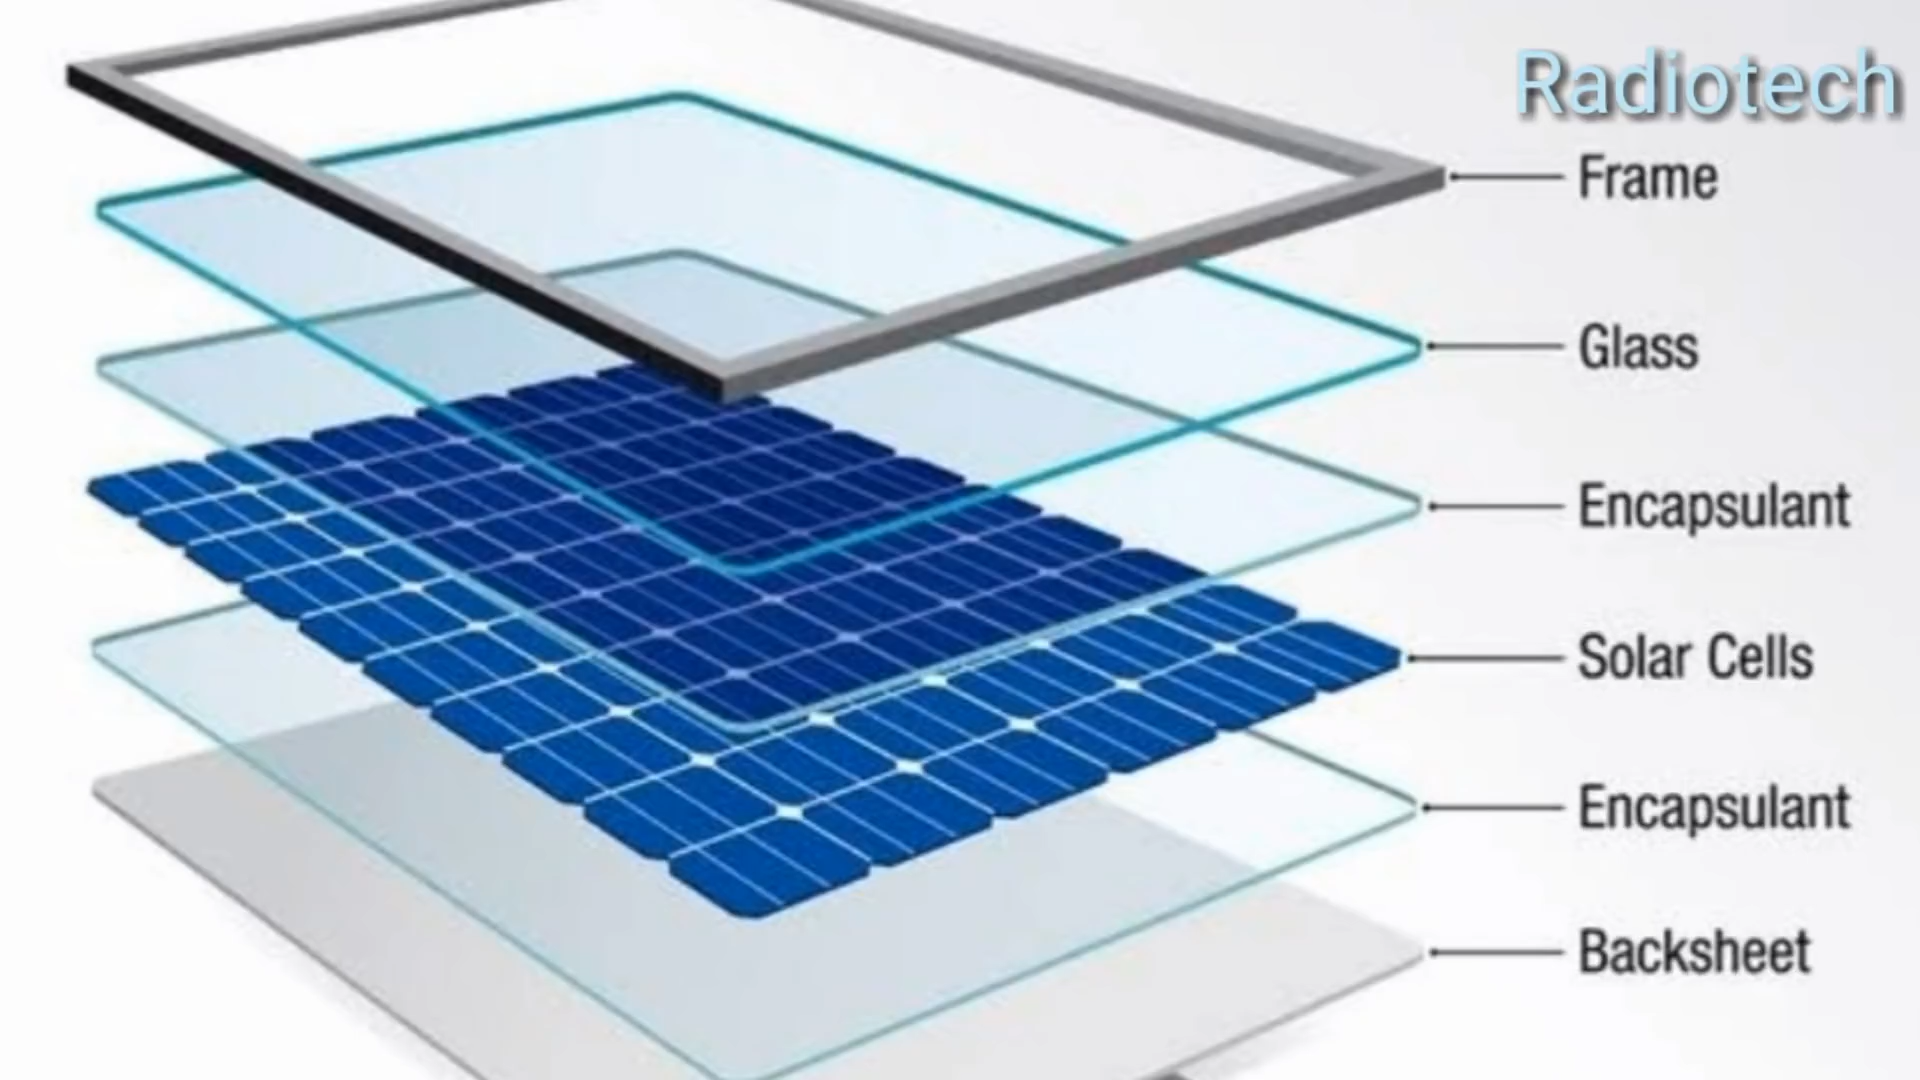 Radiotech
Frame
Glass
Encapsulant
Solar Cells
Encapsulant
Backsheet